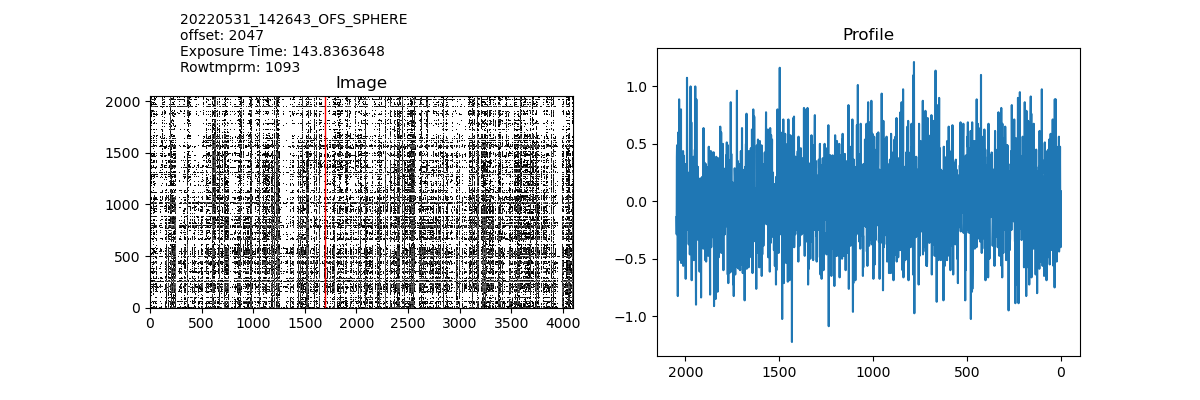 20220531_142643_OFS_SPHERE
offset: 2047
Exposure Time: 143.8363648
Rowtmprm: 1093
Image
2000
1500
1000
500
0
0 500 1000 1500 2000 2500 3000 3500 4000
Profile
1.0
0.5
0.0
−0.5
−1.0
2000 1500 1000 500 0